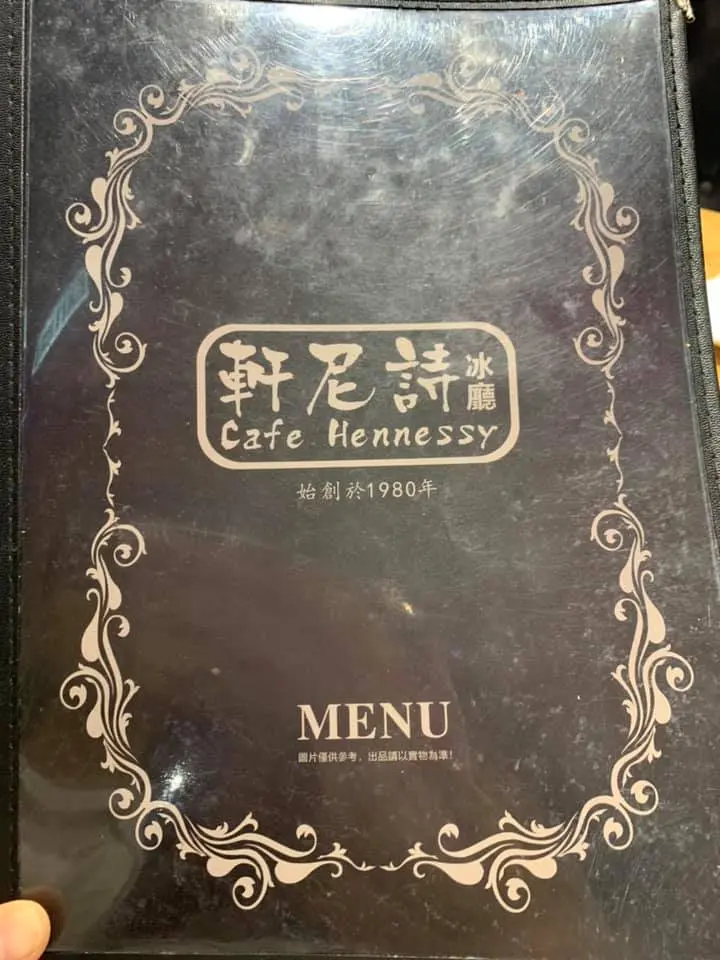 軒尼詩冰廳
Cafe Hennessy
始創於1980年
MENU
圖片僅供參考，出品請以實物為準！